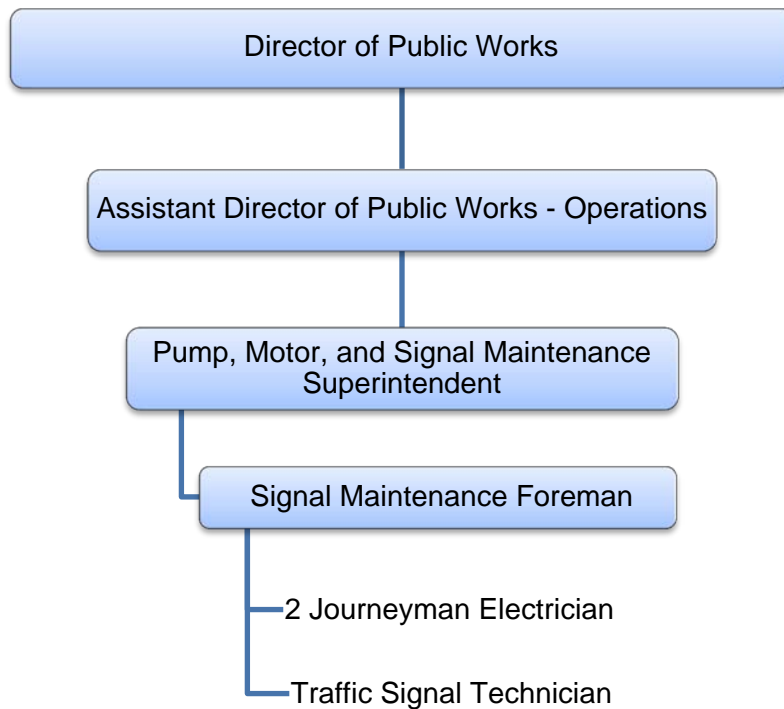 Director of Public Works
Assistant Director of Public Works - Operations
Pump, Motor, and Signal Maintenance
Superintendent
Signal Maintenance Foreman
2 Journeyman Electrician
Traffic Signal Technician